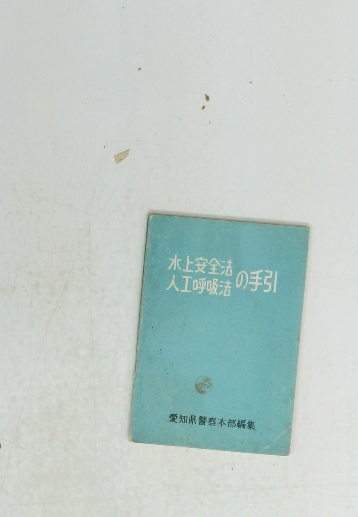 水上安全法
人工呼吸法
の手引
愛知県警察本部編集